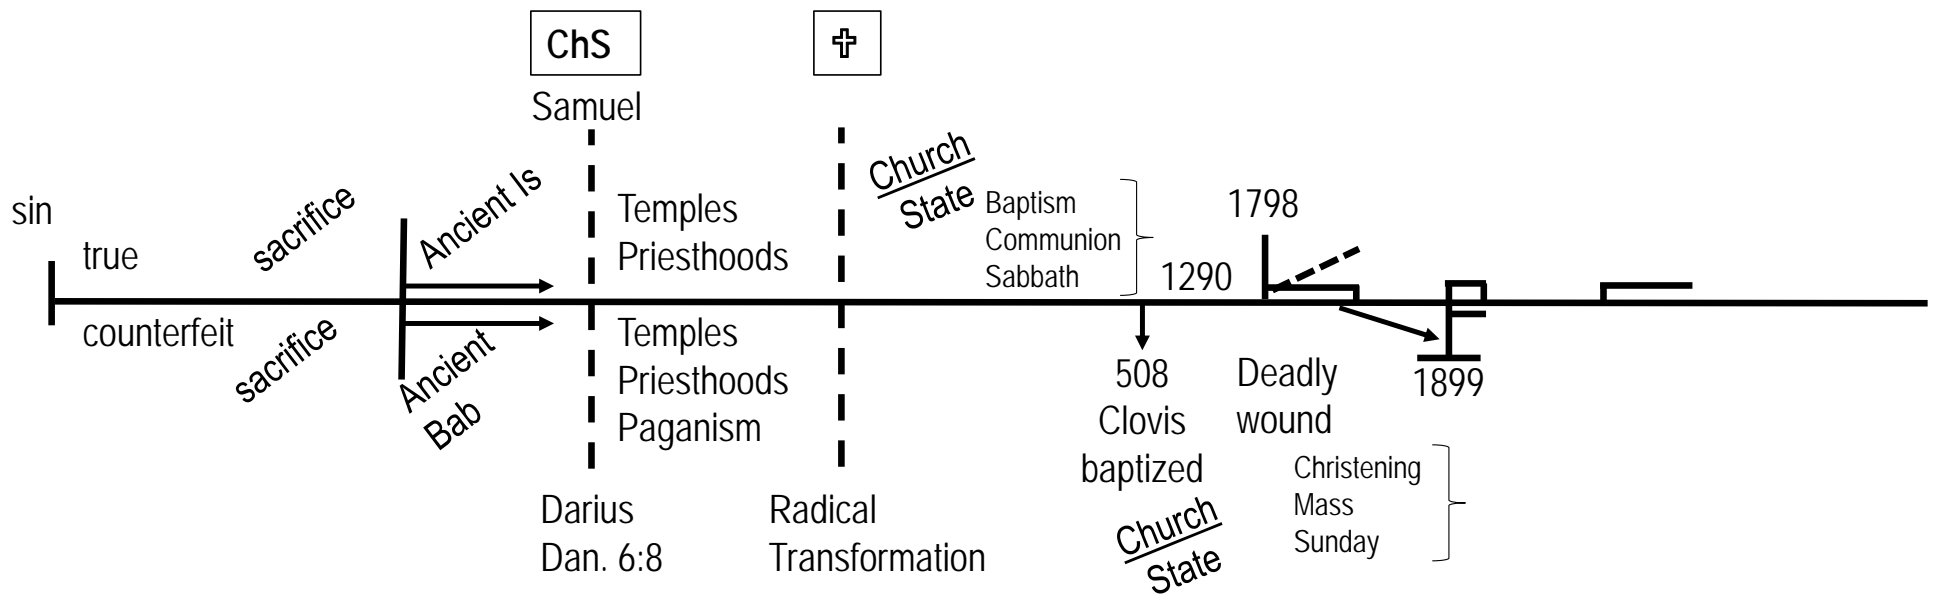 ChS
✞
Samuel
sin
true
sacrifice
Ancient Is
Temples
Priesthoods
Church
State
Baptism
Communion
Sabbath
1290
1798
counterfeit
sacrifice
Ancient
Bab
Temples
Priesthoods
Paganism
508
Clovis
baptized
Deadly
wound
1899
Christening
Mass
Sunday
Darius
Dan. 6:8
Radical
Transformation
Church
State